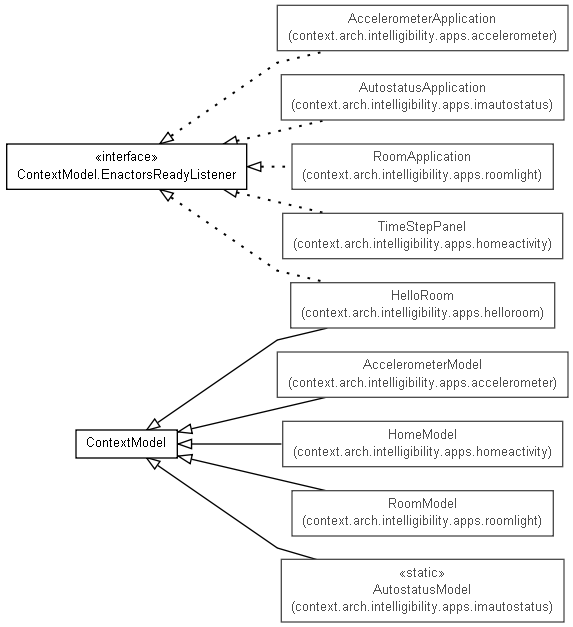 AccelerometerApplication
(context.arch.intelligibility.apps.accelerometer)
AutostatusApplication
(context.arch.intelligibility.apps.imautostatus)
«interface»
ContextModel.EnactorsReadyListener
RoomApplication
(context.arch.intelligibility.apps.roomlight)
TimeStepPanel
(context.arch.intelligibility.apps.homeactivity)
HelloRoom
(context.arch.intelligibility.apps.helloroom)
AccelerometerModel
(context.arch.intelligibility.apps.accelerometer)
ContextModel
HomeModel
(context.arch.intelligibility.apps.homeactivity)
RoomModel
(context.arch.intelligibility.apps.roomlight)
«static»
AutostatusModel
(context.arch.intelligibility.apps.imautostatus)